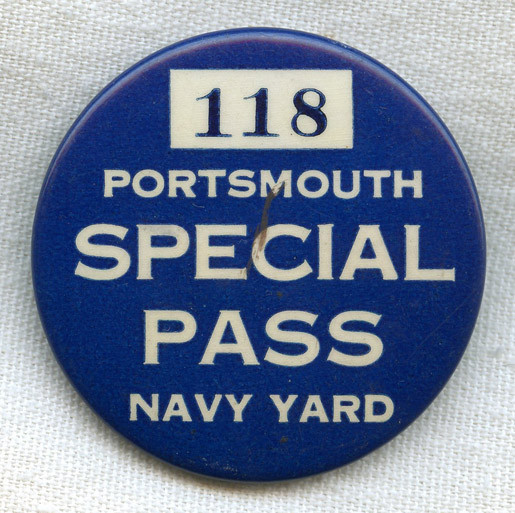 118
PORTSMOUTH
SPECIAL
PASS
NAVY YARD